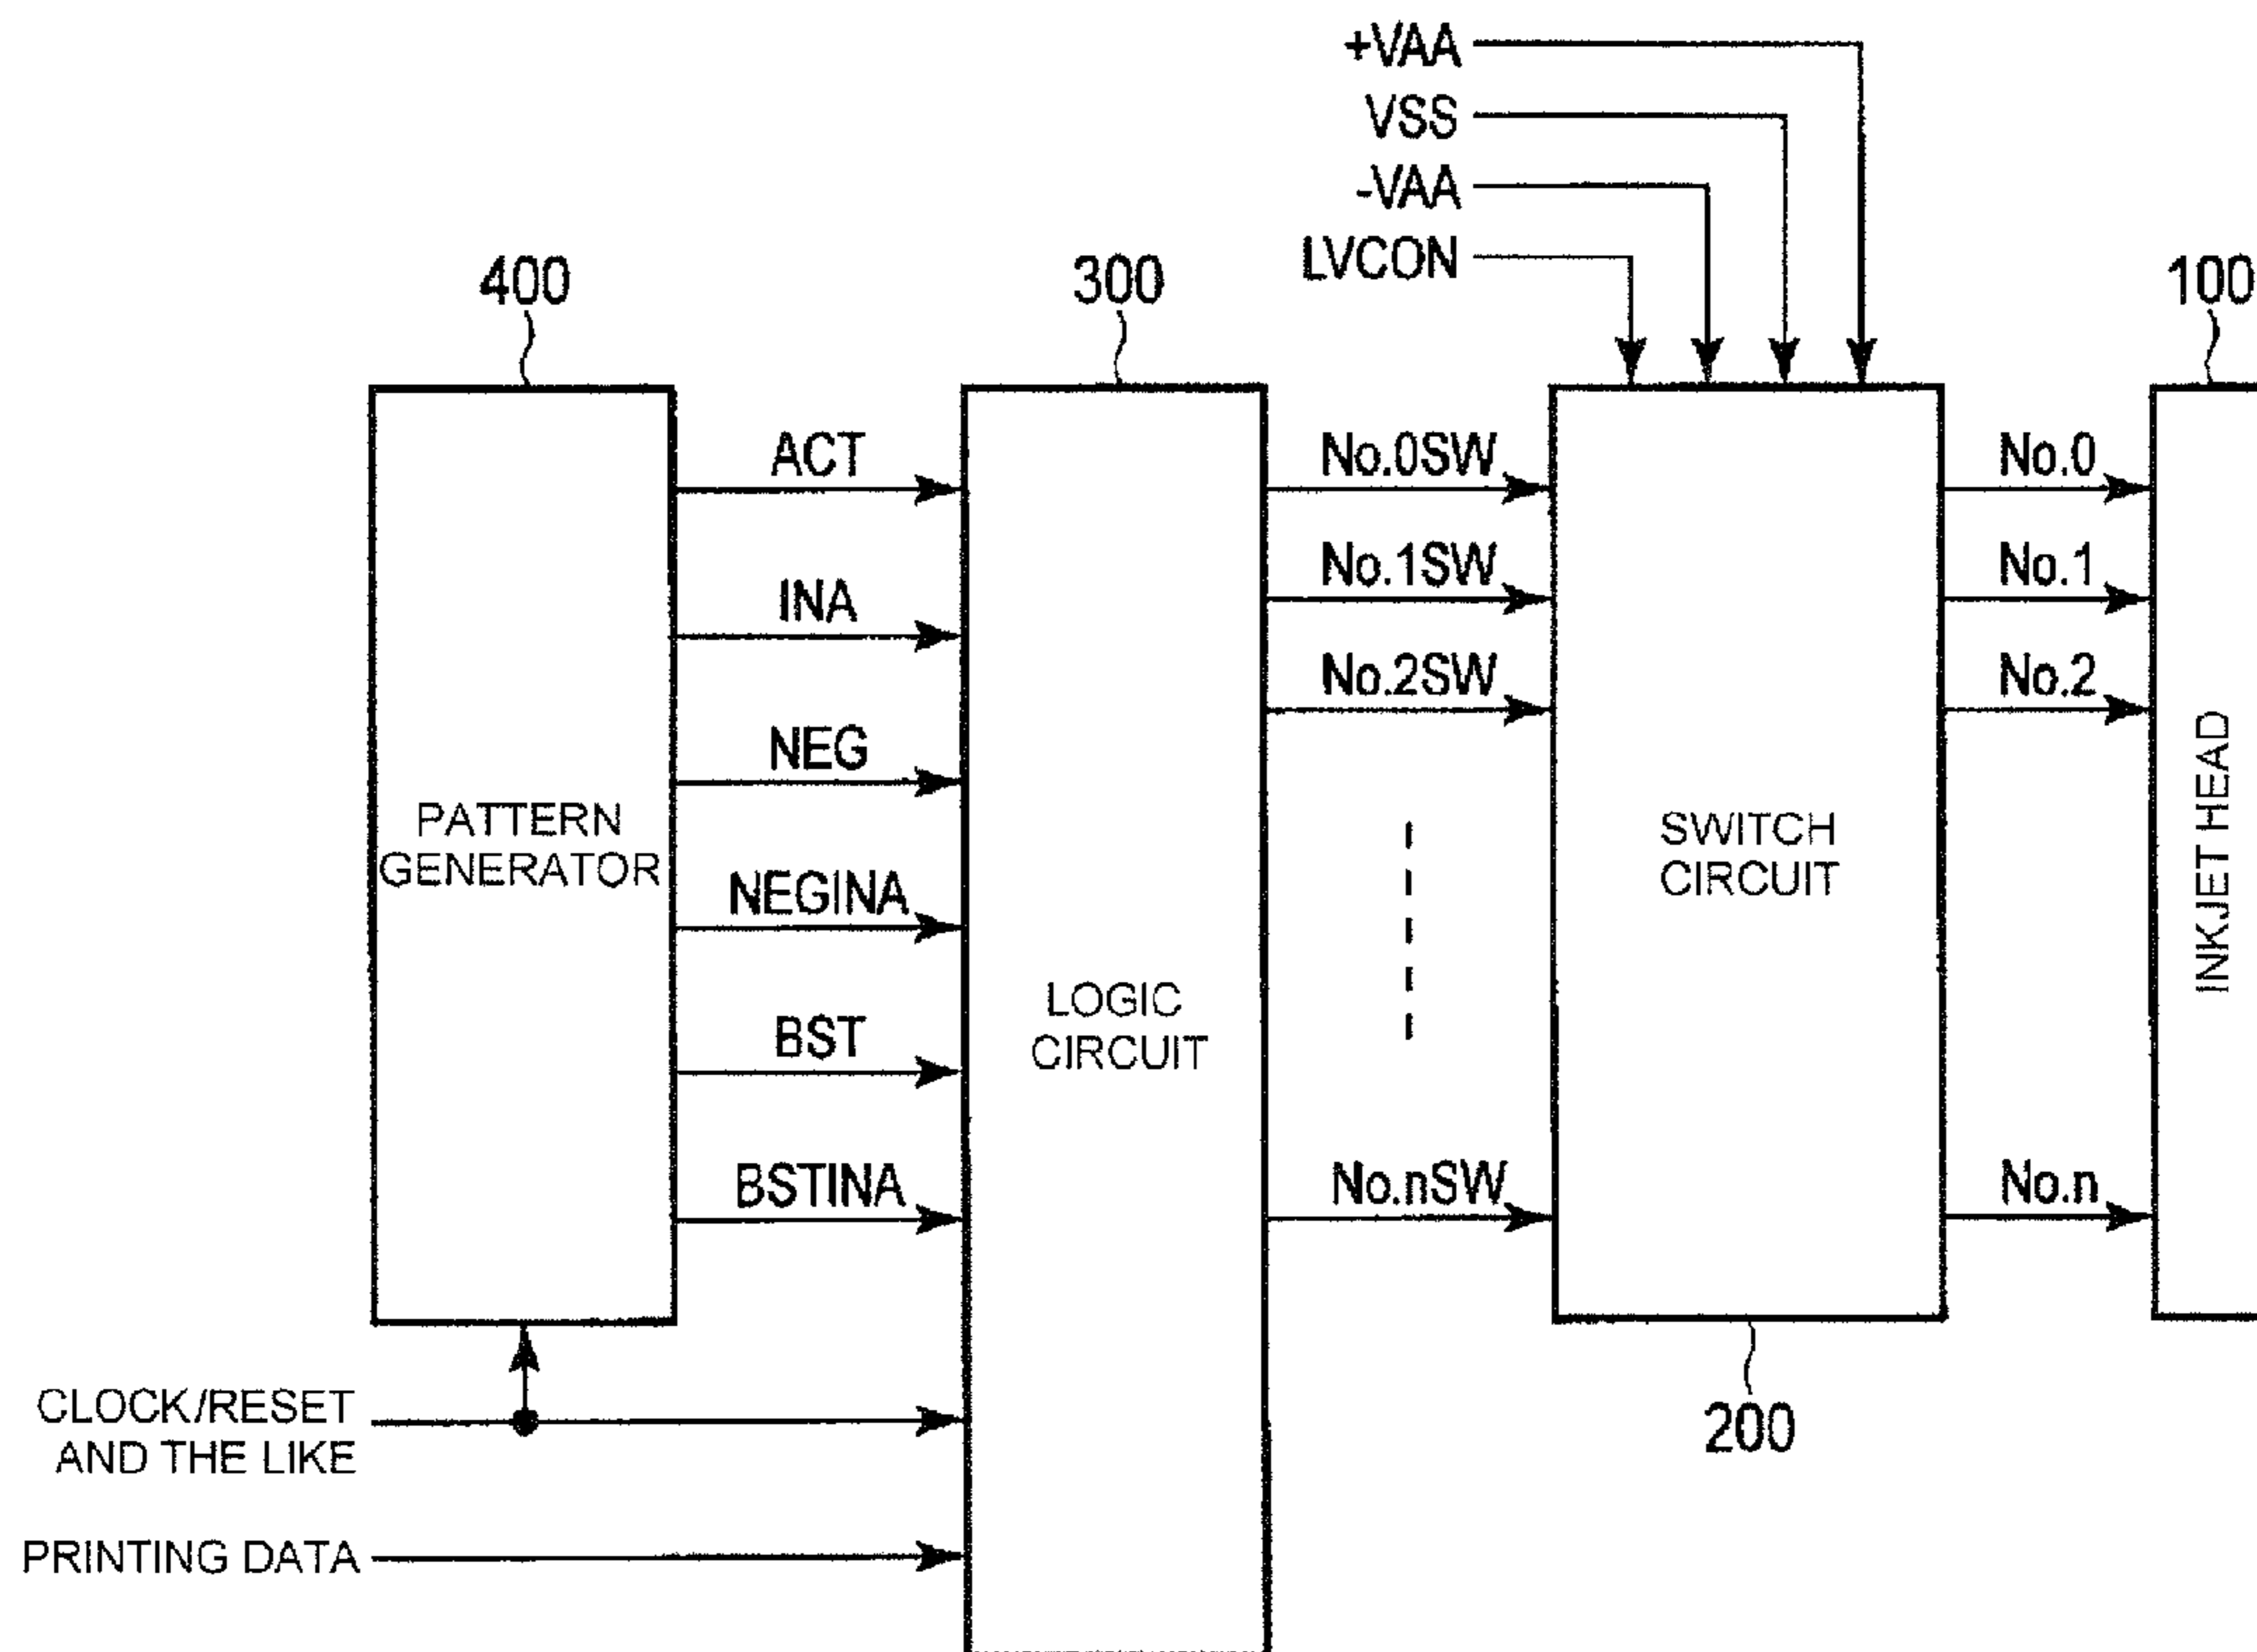 +VAA
VSS
-VAA
LVCON
400
300
100
ACT
INA
NEG
NEGINA
BST
BSTINA
No.0SW
No.1SW
No.2SW
No.nSW
No.0
No.1
No.2
No.n
PATTERN
GENERATOR
LOGIC
CIRCUIT
SWITCH
CIRCUIT
INKJET HEAD
200
CLOCK/RESET
AND THE LIKE
PRINTING DATA